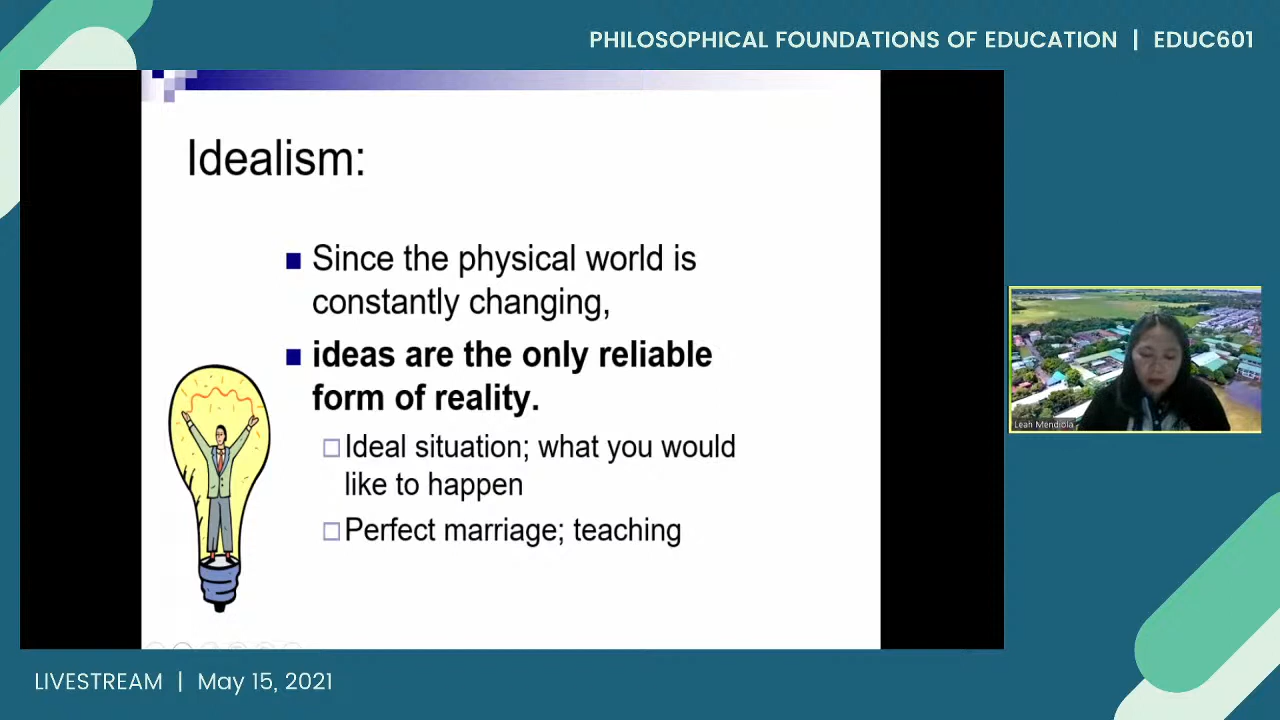 PHILOSOPHICAL FOUNDATIONS OF EDUCATION | EDUC601
Idealism:
Since the physical world is
constantly changing,
ideas are the only reliable
form of reality.
Ideal situation; what you would
like to happen
Perfect marriage; teaching
Leah Mendiola
LIVESTREAM | May 15, 2021